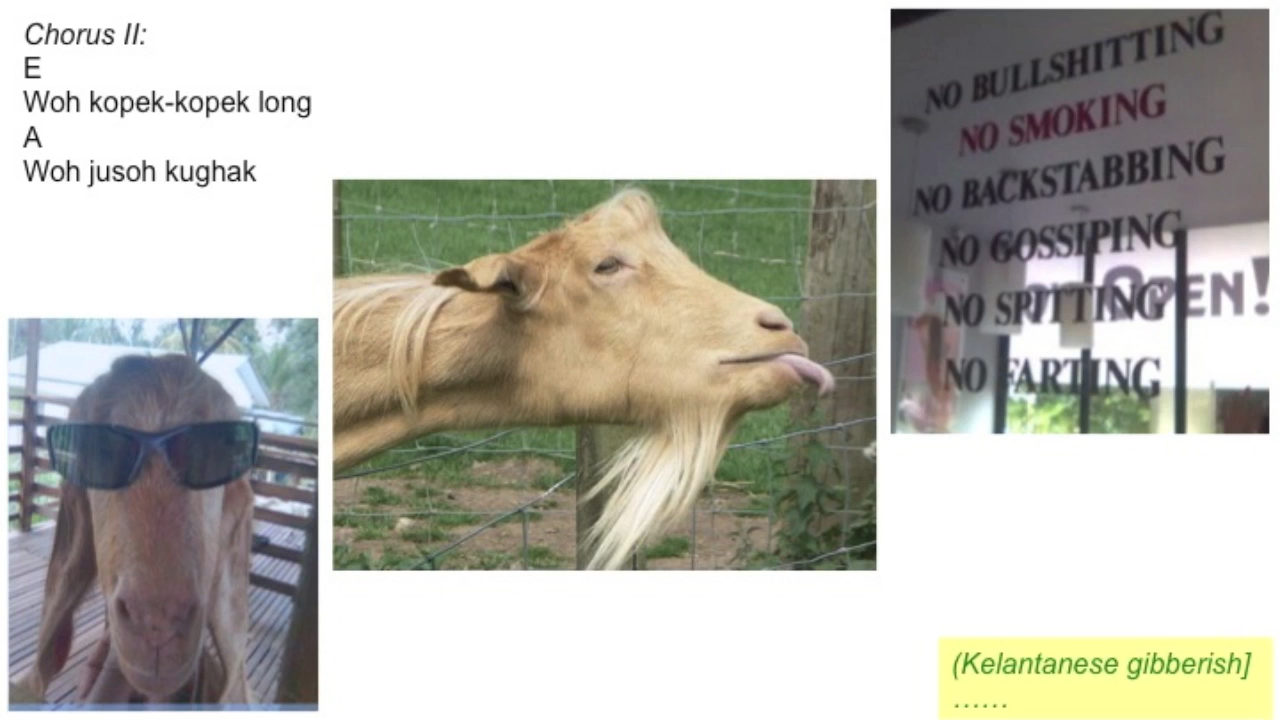 Chorus II:
E
Woh kopek-kopek long
A
Woh jusoh kughak
NO BULLSHITTING
NO SMOKING
NO BACKSTABBING
NO GOSSIPING
NO SPITTING
NO FARTING
OPEN!
(Kelantanese gibberish]
......